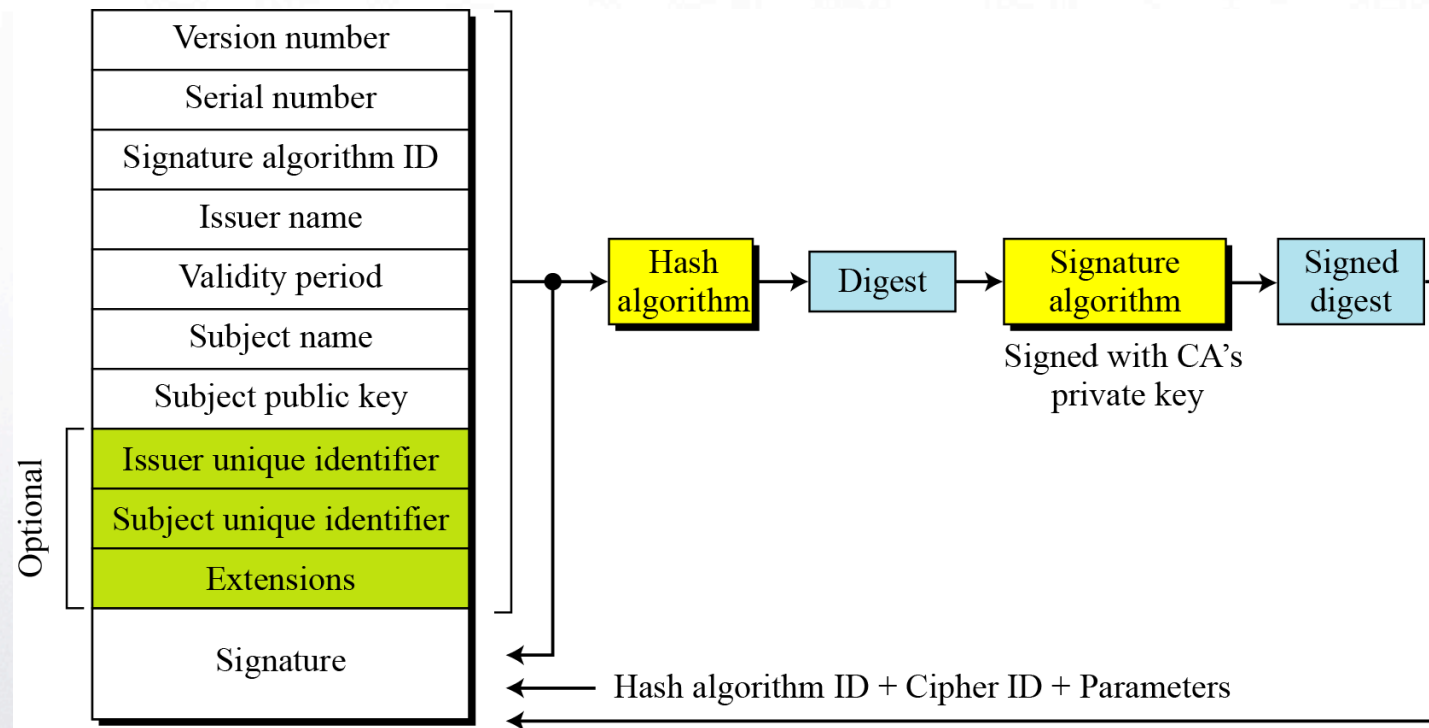 Version number
Serial number
Signature algorithm ID
Issuer name
Validity period
Subject name
Subject public key
Optional
Issuer unique identifier
Subject unique identifier
Extensions
Signature
Hash
algorithm
Digest
Signature
algorithm
Signed with CA’s
private key
Signed
digest
Hash algorithm ID + Cipher ID + Parameters